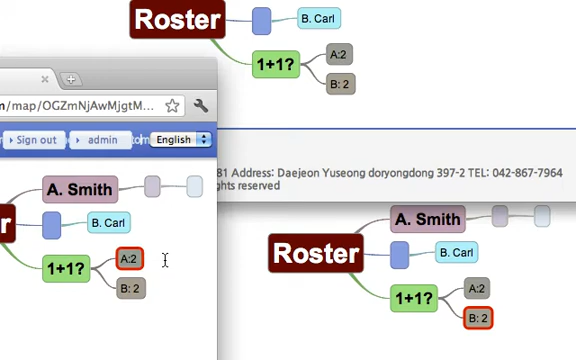 Roster
B. Carl
1+1?
A:2
B: 2
m/map/OGZmNjAwMjgtM...
Sign out
admin
English
81 Address: Daejeon Yuseong doryongdong 397-2 TEL: 042-867-7964
ghts reserved
A. Smith
B. Carl
1+1?
A:2
B: 2
A. Smith
Roster
B. Carl
1+1?
A:2
B: 2